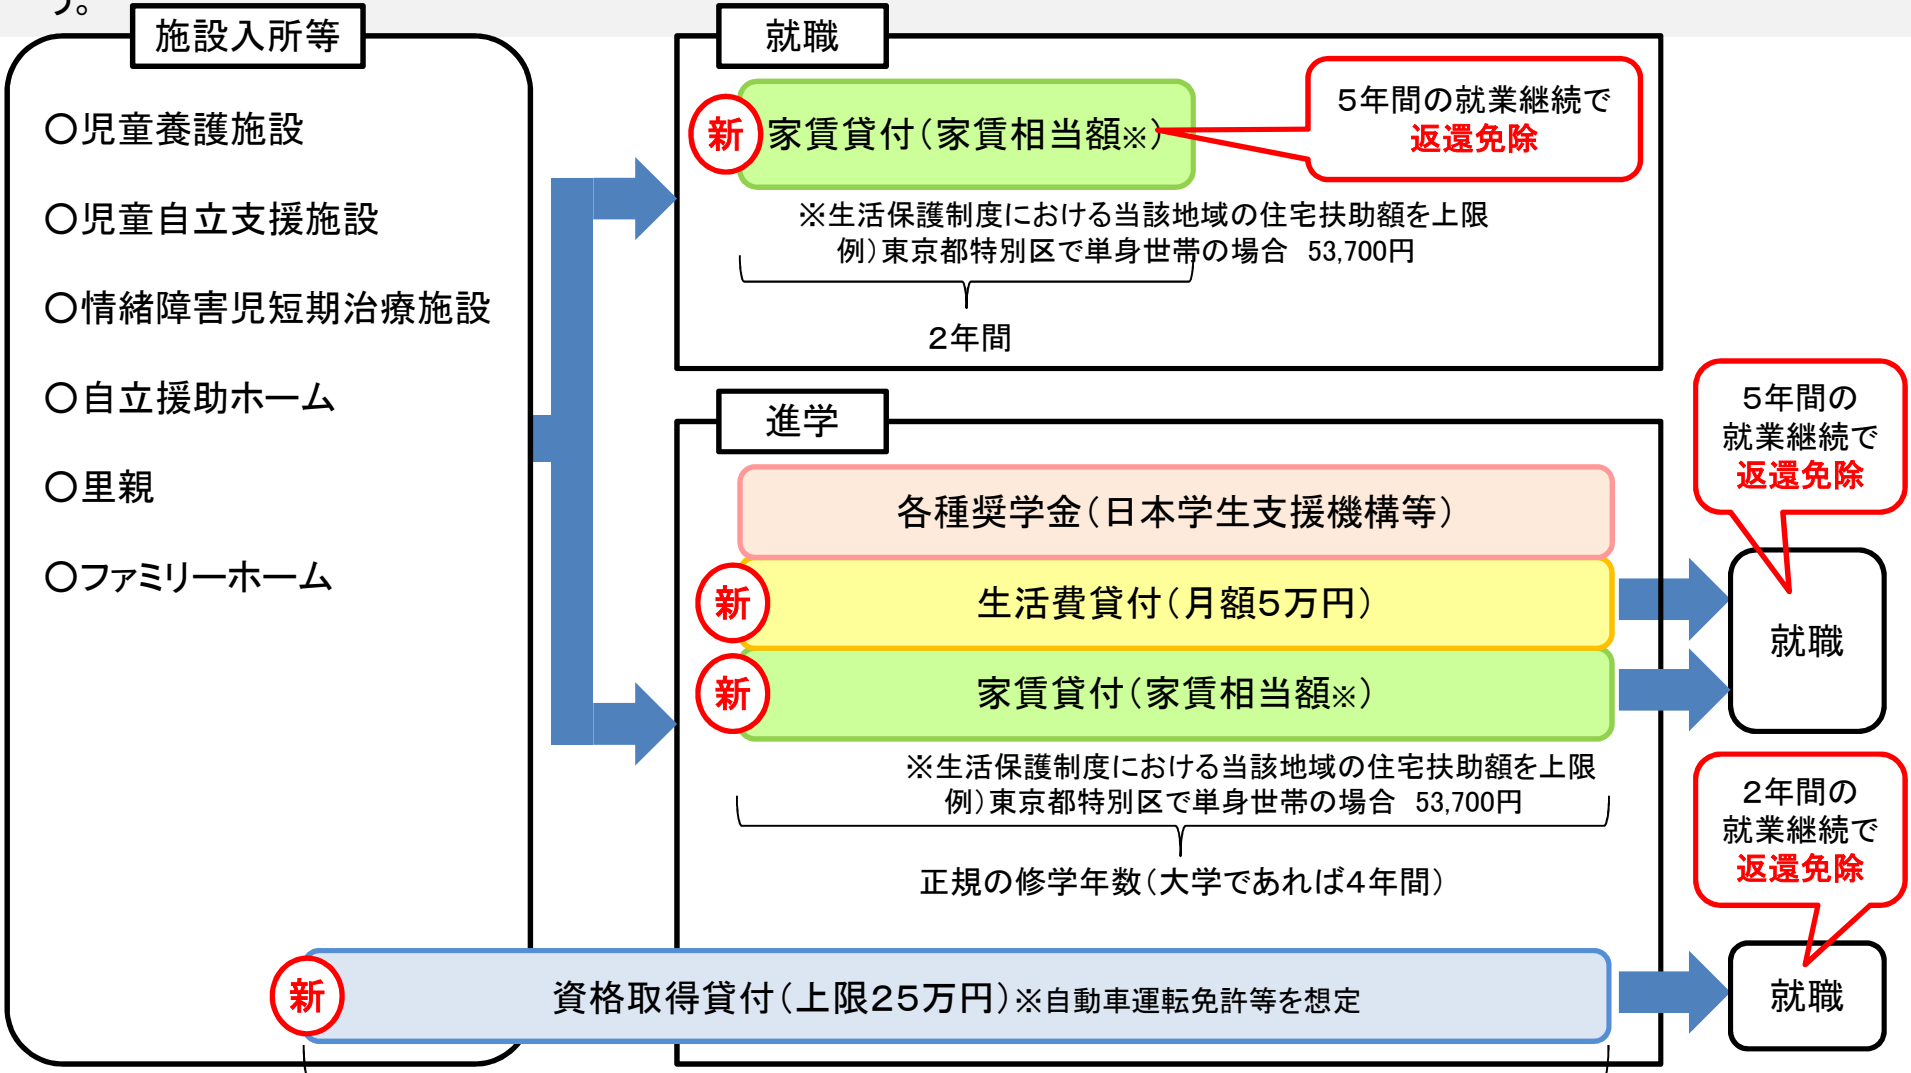 う。
施設入所等
○児童養護施設
○児童自立支援施設
○情緒障害児短期治療施設
○自立援助ホーム
○里親
○ファミリーホーム
就職
新
家賃貸付(家賃相当額※)
5年間の就業継続で
返還免除
※生活保護制度における当該地域の住宅扶助額を上限
例)東京都特別区で単身世帯の場合 53,700円
2年間
進学
各種奨学金(日本学生支援機構等)
新
生活費貸付(月額5万円)
新
家賃貸付(家賃相当額※)
※生活保護制度における当該地域の住宅扶助額を上限
例)東京都特別区で単身世帯の場合 53,700円
正規の修学年数(大学であれば4年間)
5年間の
就業継続で
返還免除
就職
新
資格取得貸付(上限25万円)※自動車運転免許等を想定
2年間の
就業継続で
返還免除
就職